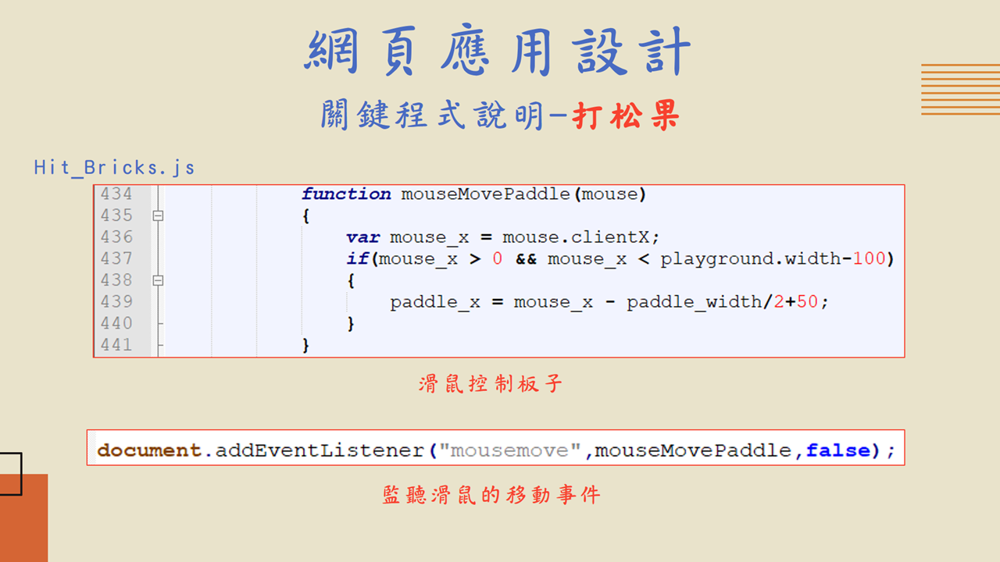 網頁應用設計
關鍵程式說明-打松果
Hit_Bricks.js
434 function mouseMovePaddle(mouse)
435 {
436 var mouse_x = mouse.clientX;
437 if(mouse_x > 0 && mouse_x < playground.width-100)
438 {
439 paddle_x = mouse_x - paddle_width/2+50;
440 }
441 }
滑鼠控制板子
document.addEventListener("mousemove",mouseMovePaddle,false);
監聽滑鼠的移動事件